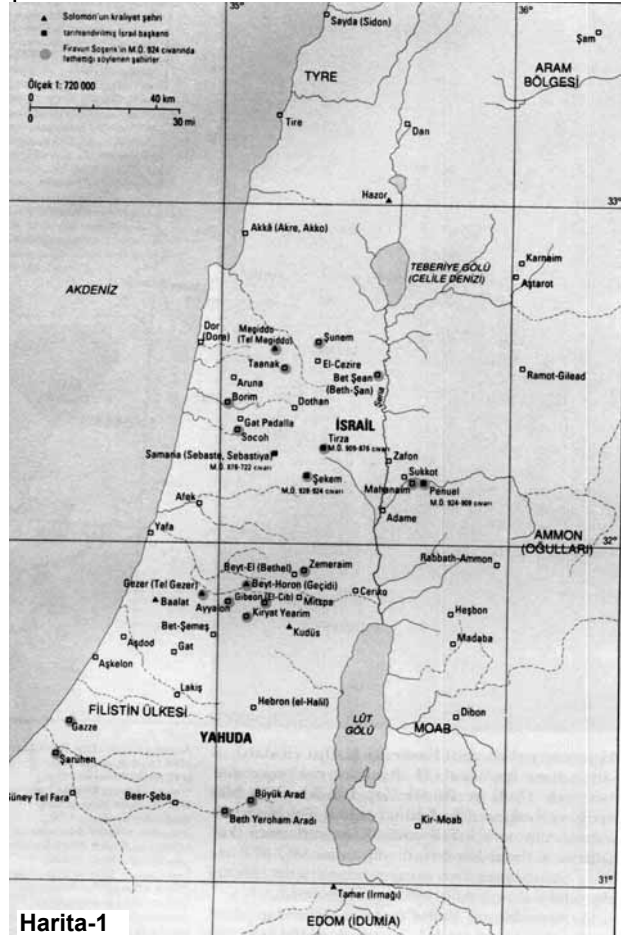 35°
36°
▲ Solomon'un kraliyet şehri
■ tarihlendirilmiş İsrail başkenti
Firavun Şoşenk'in M.Ö. 924 civarında
fethettiği söylenen şehirler
Ölçek 1: 720 000
0 40 km
0 30 mi
Sayda (Sidon)
Şam
TYRE
ARAM
BÖLGESİ
Tire
Dan
Hazor
33°
Akkâ (Akre, Akko)
AKDENİZ
TEBERİYE GÖLÜ
(CELILE DENİZİ)
Karnaim
Aştarot
Dor
(Dora)
Megiddo
(Tel Megiddo)
Şunem
Taanak
El-Cezire
Aruna
Bet Şean
(Beth-Şan)
Ramot-Gilead
Borim
Dothan
Gat Padalla
Socoh
İSRAİL
Tirza
M.Ö. 909-876 civarı
Samaria (Sebaste, Sebastiya)
M.Ö. 878-722 civarı
Zafon
Şekem
M.Ö. 928-924 civarı
Sukkot
Mahanaim
Penuel
M.Ö. 924-909 civarı
Afek
Adame
Yafa
32°
AMMON
(OĞULLARI)
Beyt-El (Bethel)
Zemeraim
Rabbath-Ammon
Gezer (Tel Gezer)
Beyt-Horon (Geçidi)
Baalat
Ayyalon
Gibeon (El-Cib)
Mitspa
Ceriko
Kiryat Yearim
Heşbon
Bet-Şemeş
Kudüs
Aşdod
Gat
Madaba
Aşkelon
Lakiş
FİLİSTİN ÜLKESİ
Hebron (el-Halil)
LÛT
GÖLÜ
MOAB
Dibon
Gazze
YAHUDA
Şaruhen
Güney Tel Fara
Beer-Şeba
Büyük Arad
Beth Yeroham Aradı
Kir-Moab
31°
Tamar (Irmağı)
Harita-1
EDOM (İDUMİA)